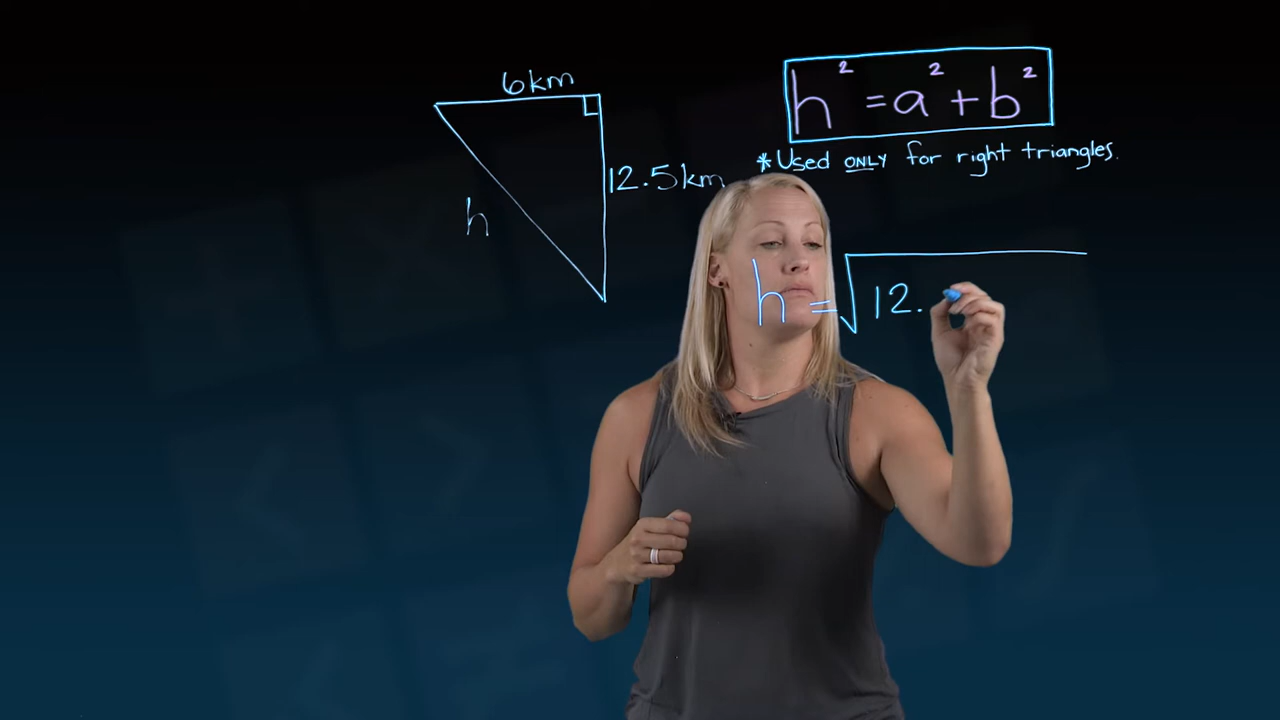 6km
h² = a² + b²
*Used ONLY for right triangles.
12.5km
h
h = √12.